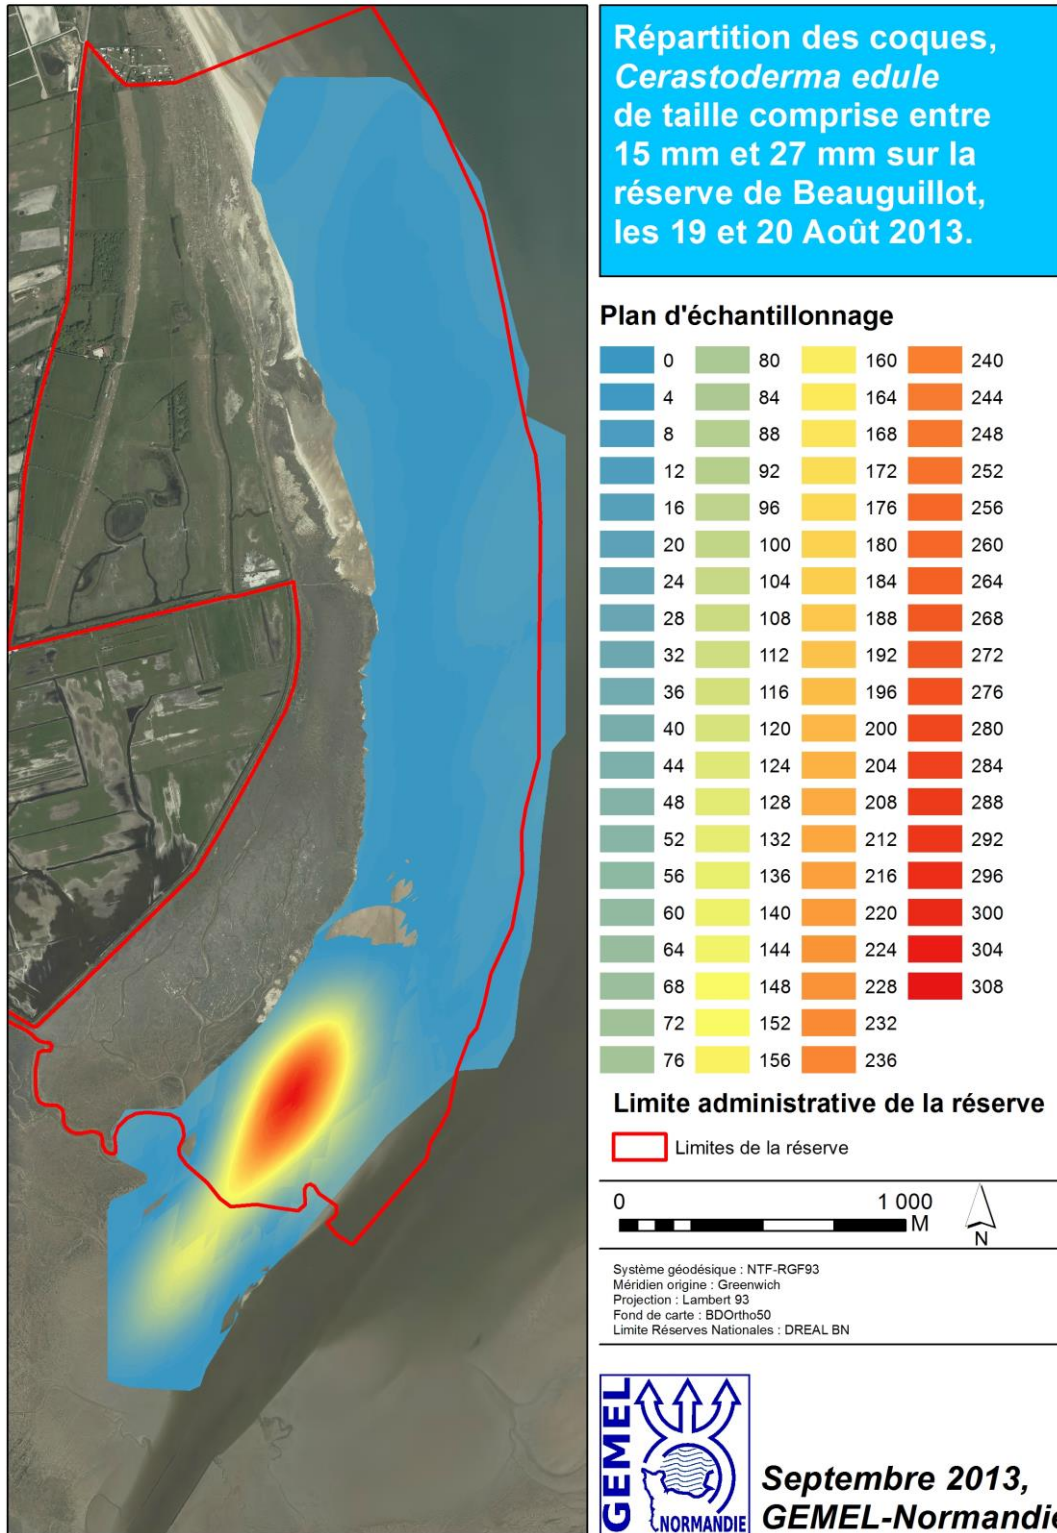 Répartition des coques,
Cerastoderma edule
de taille comprise entre
15 mm et 27 mm sur la
réserve de Beauguillot,
les 19 et 20 Août 2013.
Plan d'échantillonnage
0 80 160 240
4 84 164 244
8 88 168 248
12 92 172 252
16 96 176 256
20 100 180 260
24 104 184 264
28 108 188 268
32 112 192 272
36 116 196 276
40 120 200 280
44 124 204 284
48 128 208 288
52 132 212 292
56 136 216 296
60 140 220 300
64 144 224 304
68 148 228 308
72 152 232
76 156 236
Limite administrative de la réserve
Limites de la réserve
0 1 000
M
N
Système géodésique : NTF-RGF93
Méridien origine : Greenwich
Projection : Lambert 93
Fond de carte : BDOrtho50
Limite Réserves Nationales : DREAL BN
GEMEL
NORMANDIE
Septembre 2013,
GEMEL-Normandie